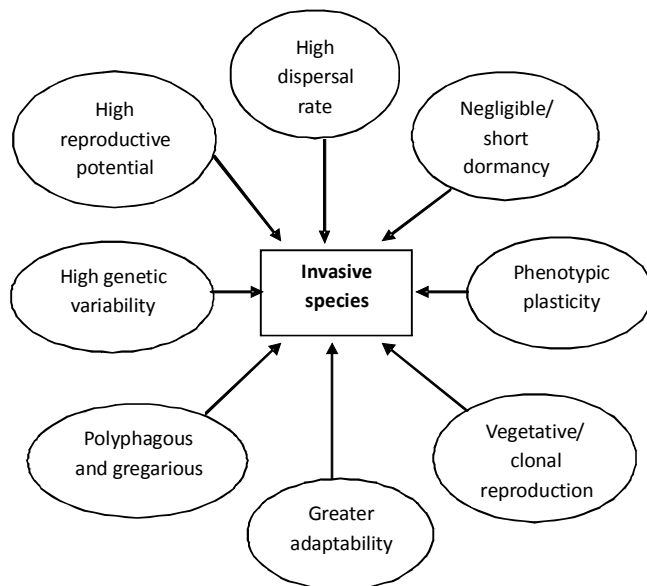 High
dispersal
rate
High
reproductive
potential
Negligible/
short
dormancy
High genetic
variability
Invasive
species
Phenotypic
plasticity
Polyphagous
and gregarious
Vegetative/
clonal
reproduction
Greater
adaptability